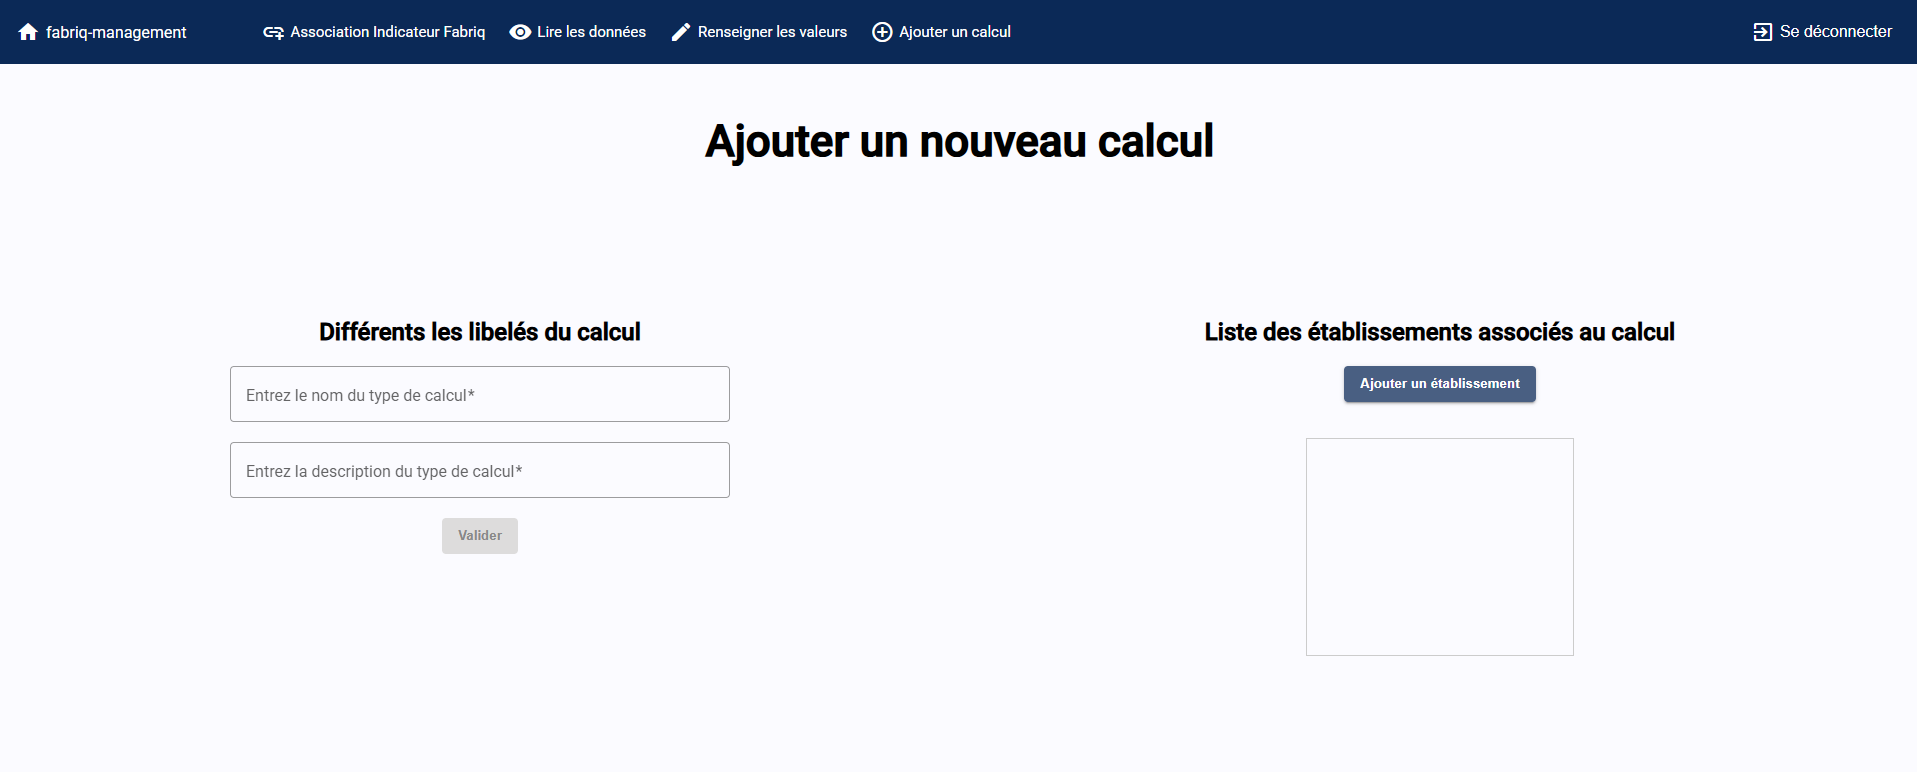 fabriq-management
Association Indicateur Fabriq
Lire les données
Renseigner les valeurs
Ajouter un calcul
Se déconnecter
Ajouter un nouveau calcul
Différents les libelés du calcul
Entrez le nom du type de calcul*
Entrez la description du type de calcul*
Valider
Liste des établissements associés au calcul
Ajouter un établissement